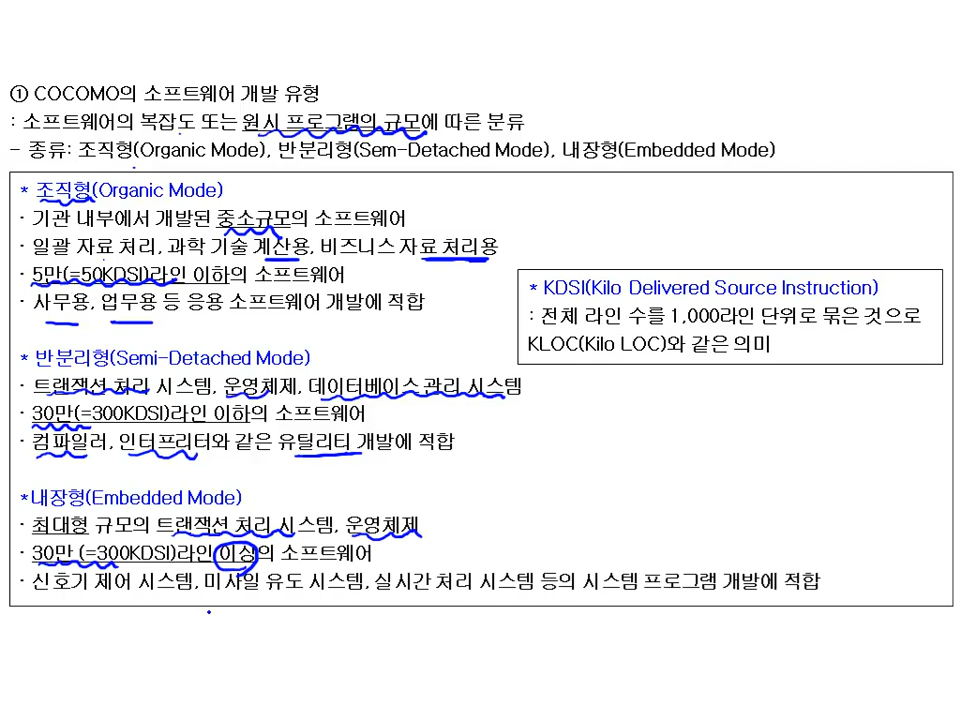 ① COCOMO의 소프트웨어 개발 유형
: 소프트웨어의 복잡도 또는 원시 프로그램의 규모에 따른 분류
- 종류: 조직형(Organic Mode), 반분리형(Sem-Detached Mode), 내장형(Embedded Mode)
* 조직형(Organic Mode)
· 기관 내부에서 개발된 중소규모의 소프트웨어
· 일괄 자료 처리, 과학 기술 계산용, 비즈니스 자료 처리용
· 5만(=50KDSI)라인 이하의 소프트웨어
· 사무용, 업무용 등 응용 소프트웨어 개발에 적합
* KDSI(Kilo Delivered Source Instruction)
: 전체 라인 수를 1,000라인 단위로 묶은 것으로
KLOC(Kilo LOC)와 같은 의미
* 반분리형(Semi-Detached Mode)
· 트랜잭션 처리 시스템, 운영체제, 데이터베이스 관리 시스템
· 30만(=300KDSI)라인 이하의 소프트웨어
· 컴파일러, 인터프리터와 같은 유틸리티 개발에 적합
*내장형(Embedded Mode)
· 최대형 규모의 트랜잭션 처리 시스템, 운영체제
· 30만 (=300KDSI)라인 이상의 소프트웨어
· 신호기 제어 시스템, 미사일 유도 시스템, 실시간 처리 시스템 등의 시스템 프로그램 개발에 적합